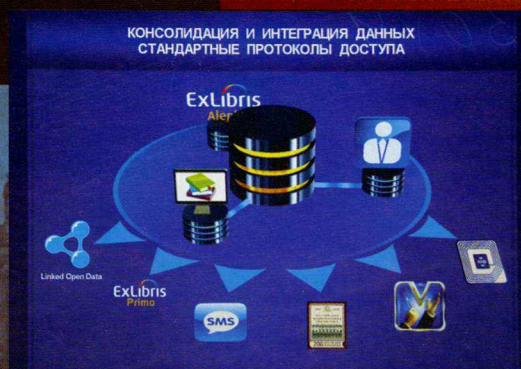 КОНСОЛИДАЦИЯ И ИНТЕГРАЦИЯ ДАННЫХ
СТАНДАРТНЫЕ ПРОТОКОЛЫ ДОСТУПА
ExLibris
Linked Open Data
ExLibris
Primo
SMS